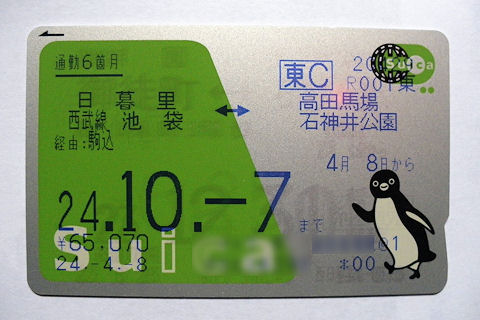 通勤6箇月
Suica
東C
R001東
日暮里 ↔ 高田馬場
西武線池袋 石神井公園
経由:駒込
4月 8日から
24.10.-7まで
¥65,070
24.-4.-8
*00
Suica